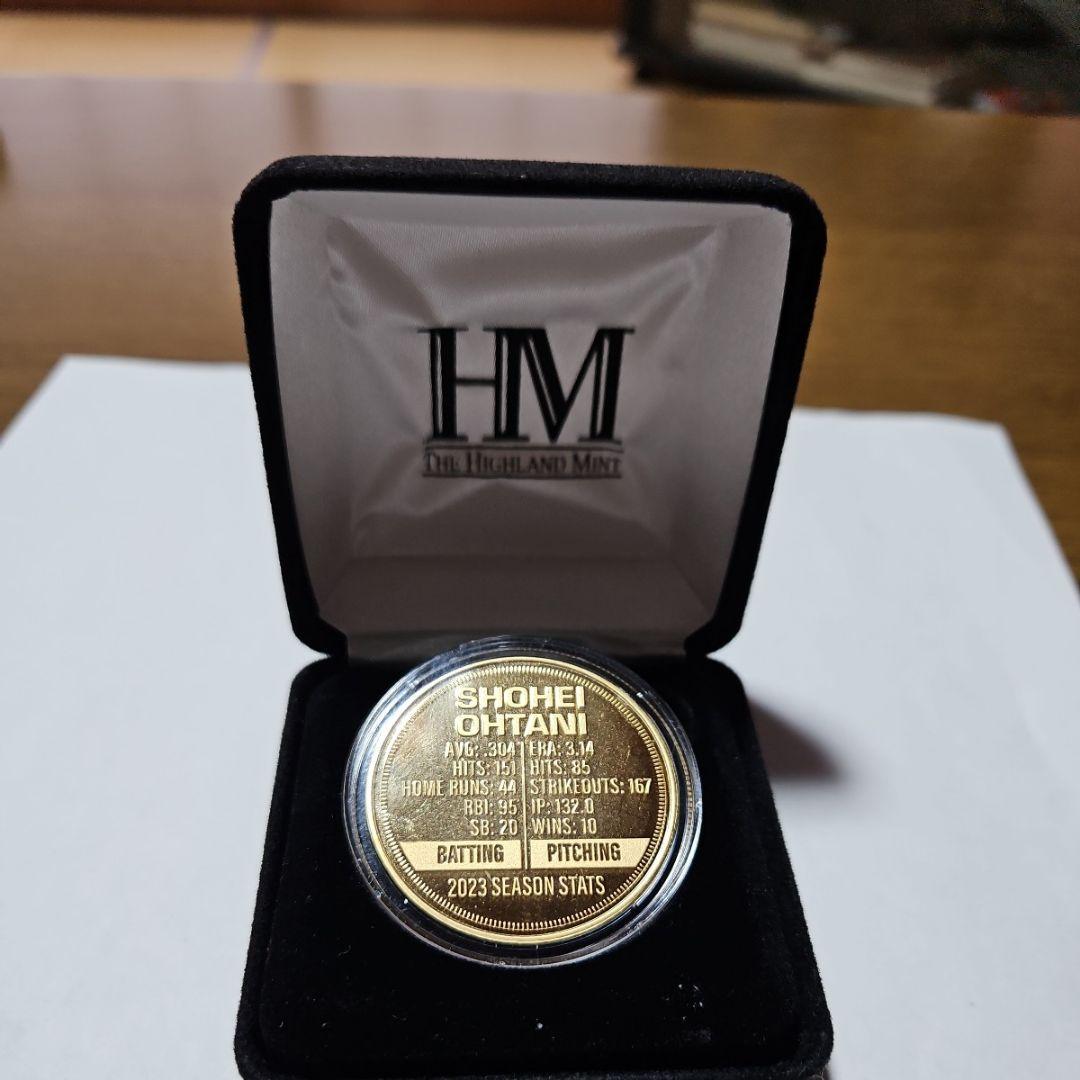 HM
THE HIGHLAND MINT
SHOHEI
OHTANI
AVG: .304 ERA: 3.14
HITS: 151 HITS: 85
HOME RUNS: 44 STRIKEOUTS: 167
RBI: 95 IP: 132.0
SB: 20 WINS: 10
BATTING PITCHING
2023 SEASON STATS